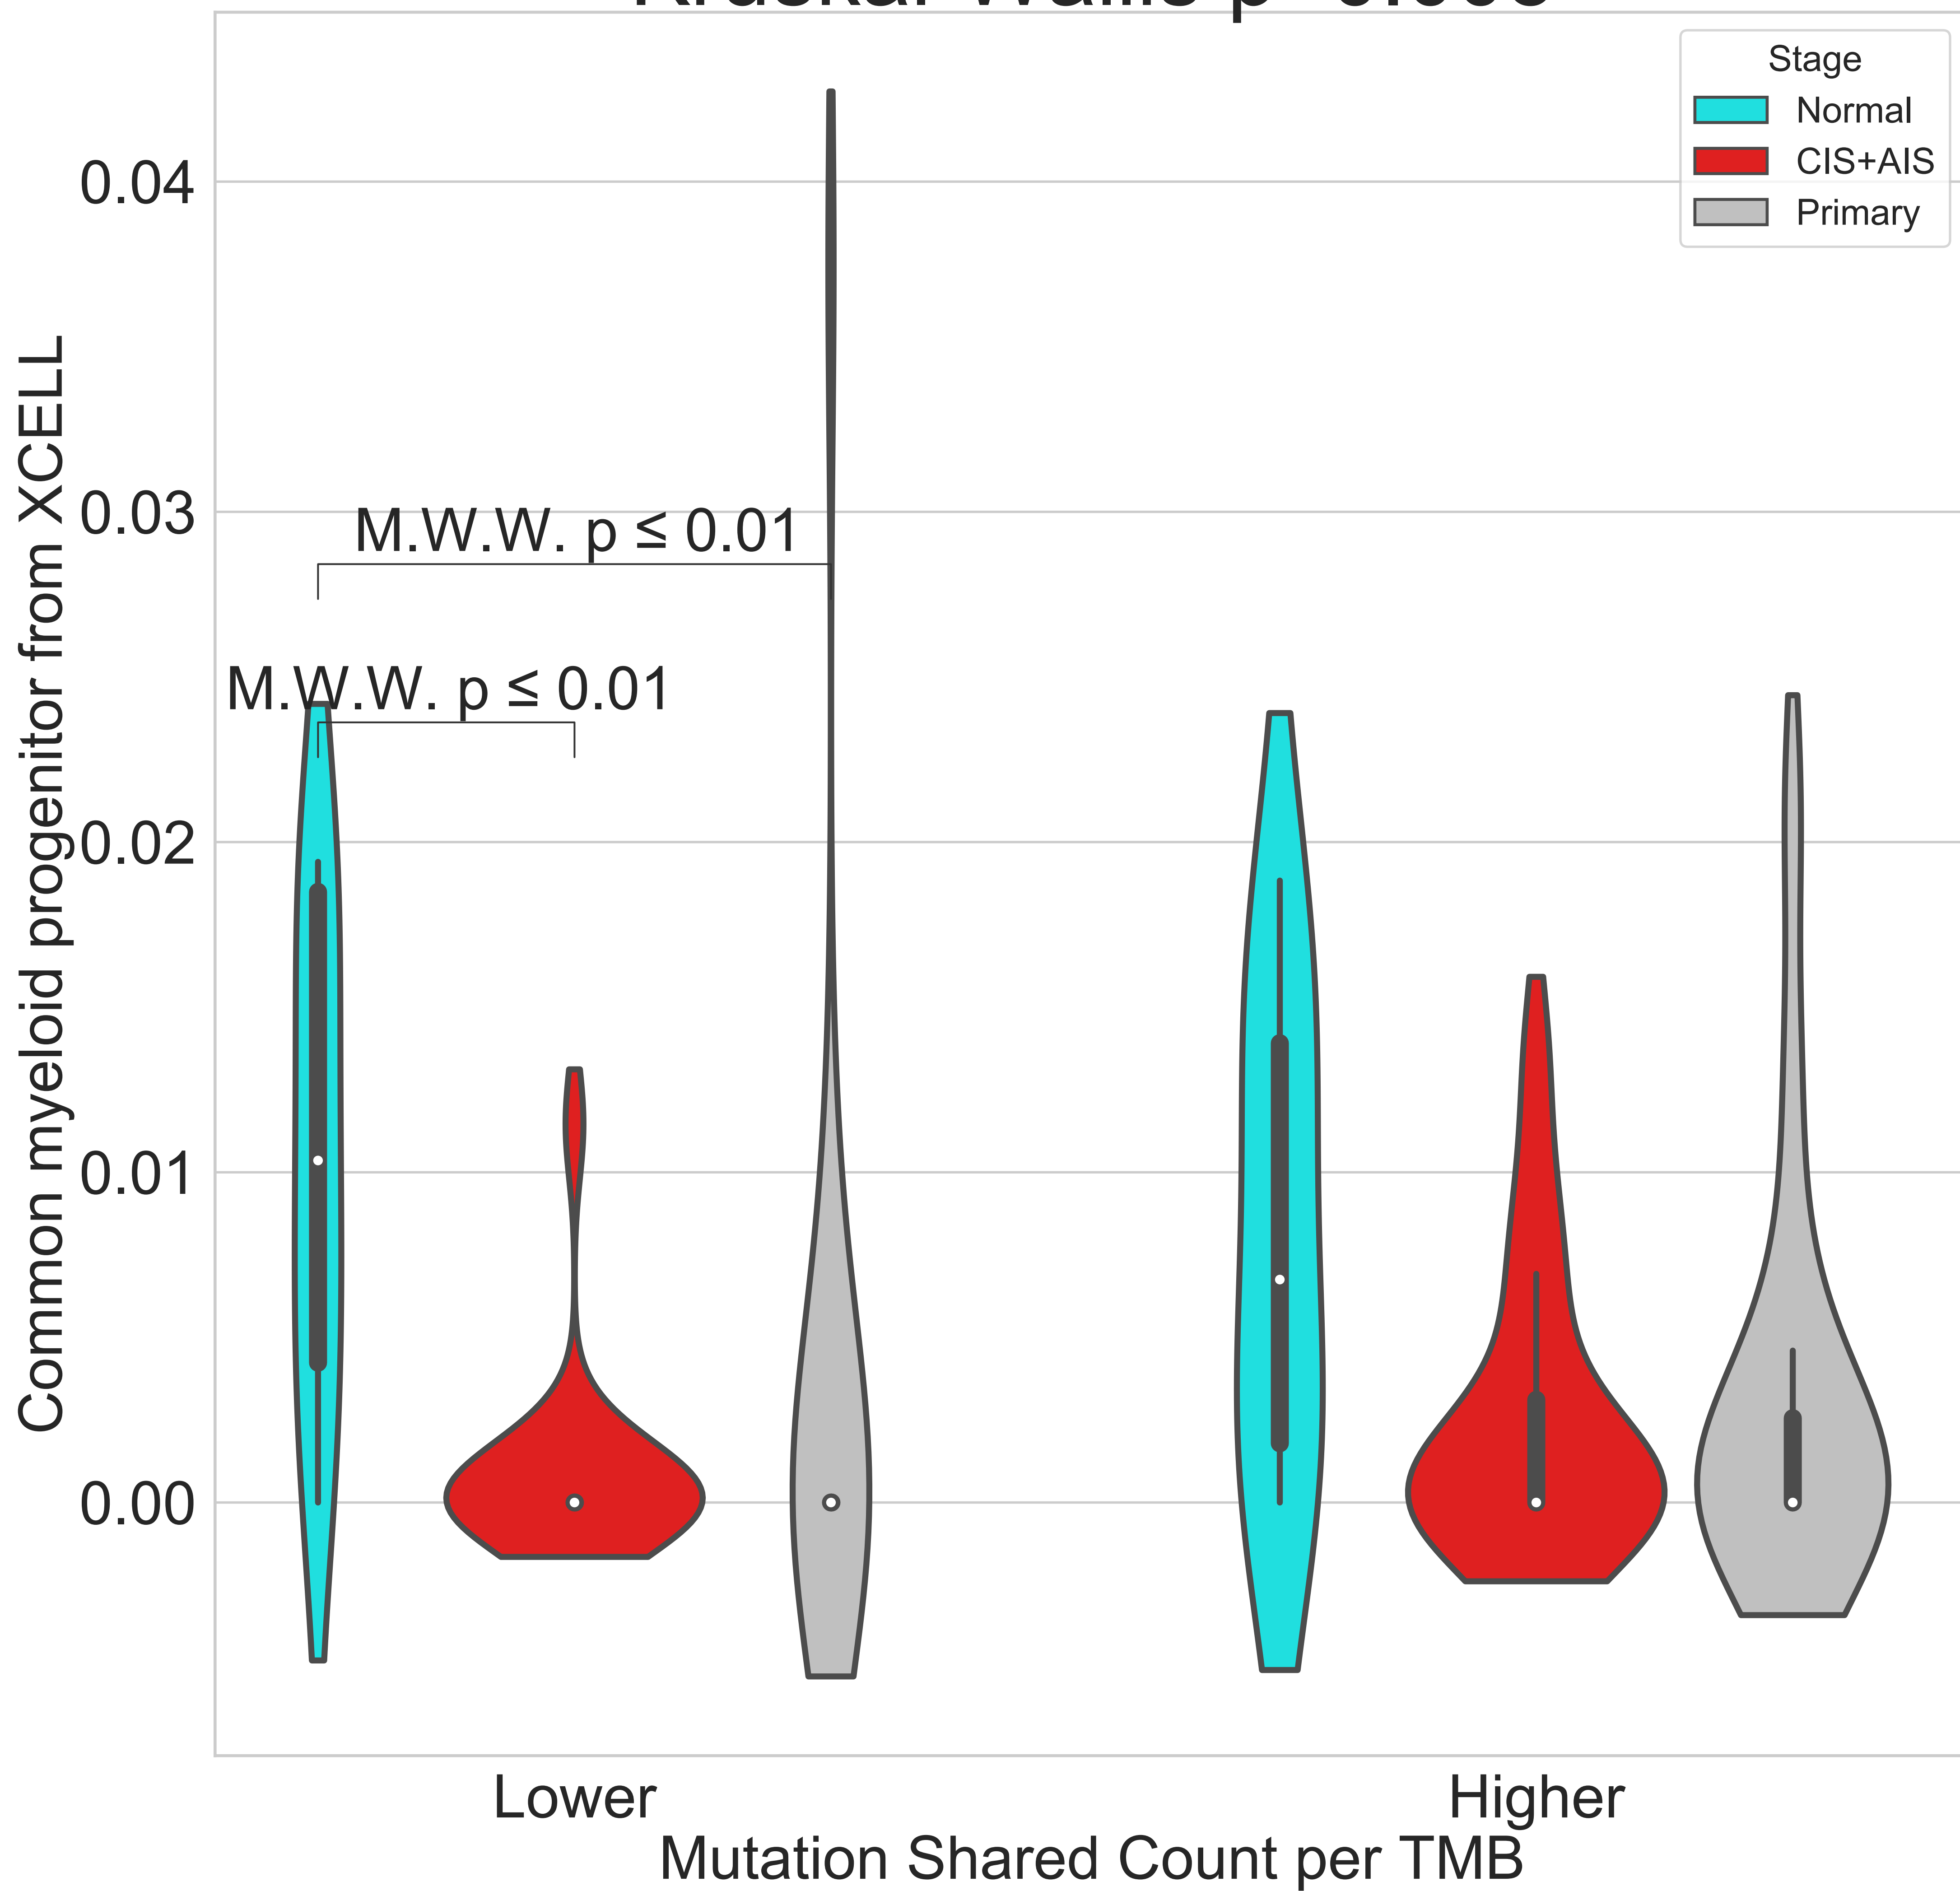 Stage
Normal
CIS+AIS
Primary
0.04
0.03
0.02
0.01
0.00
Common myeloid progenitor from XCELL
M.W.W. p ≤ 0.01
M.W.W. p ≤ 0.01
Lower
Higher
Mutation Shared Count per TMB